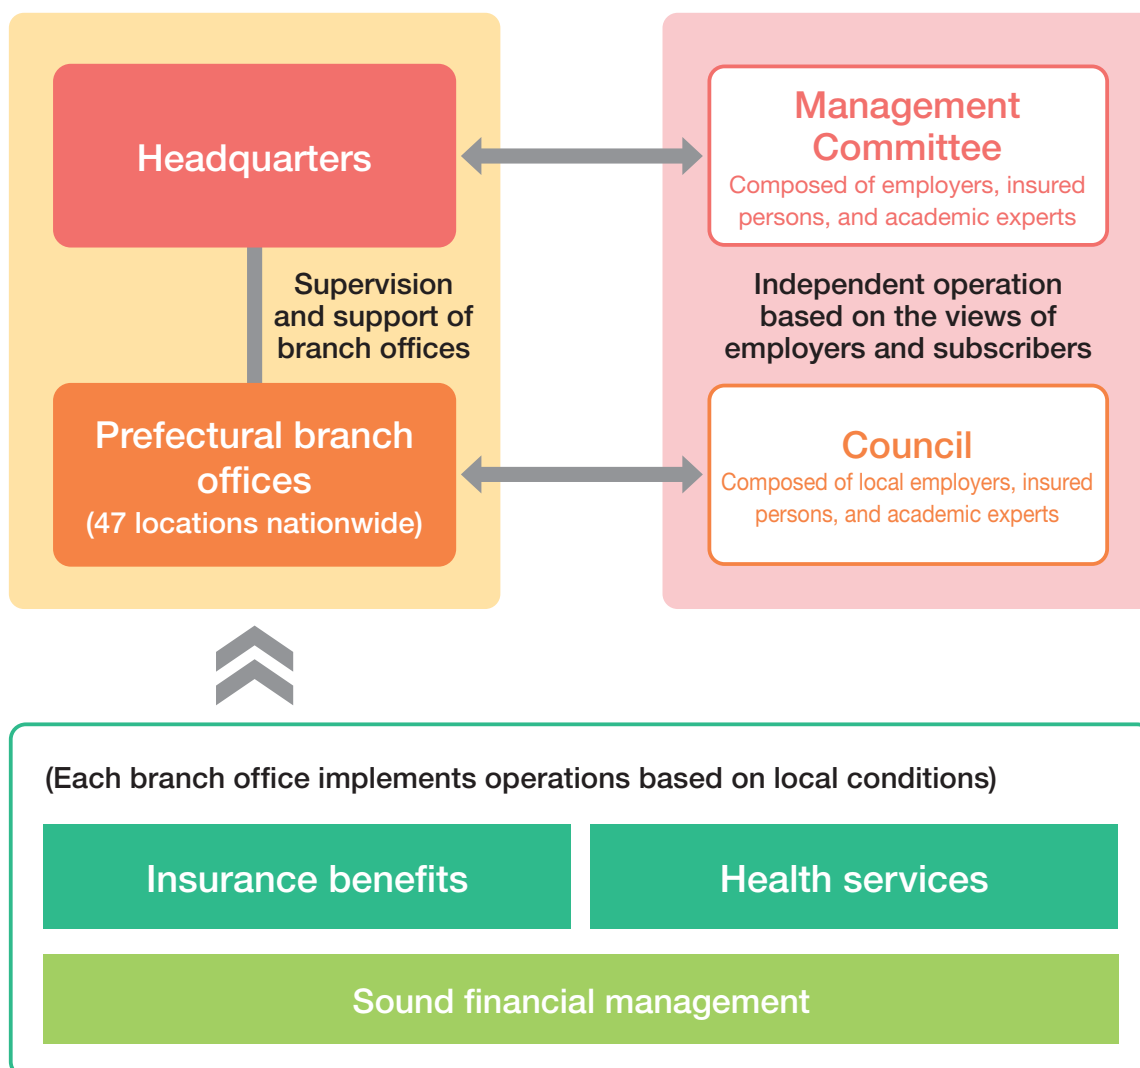 Headquarters
Management
Committee
Composed of employers, insured
persons, and academic experts
Supervision
and support of
branch offices
Independent operation
based on the views of
employers and subscribers
Prefectural branch
offices
(47 locations nationwide)
Council
Composed of local employers, insured
persons, and academic experts
(Each branch office implements operations based on local conditions)
Insurance benefits
Health services
Sound financial management